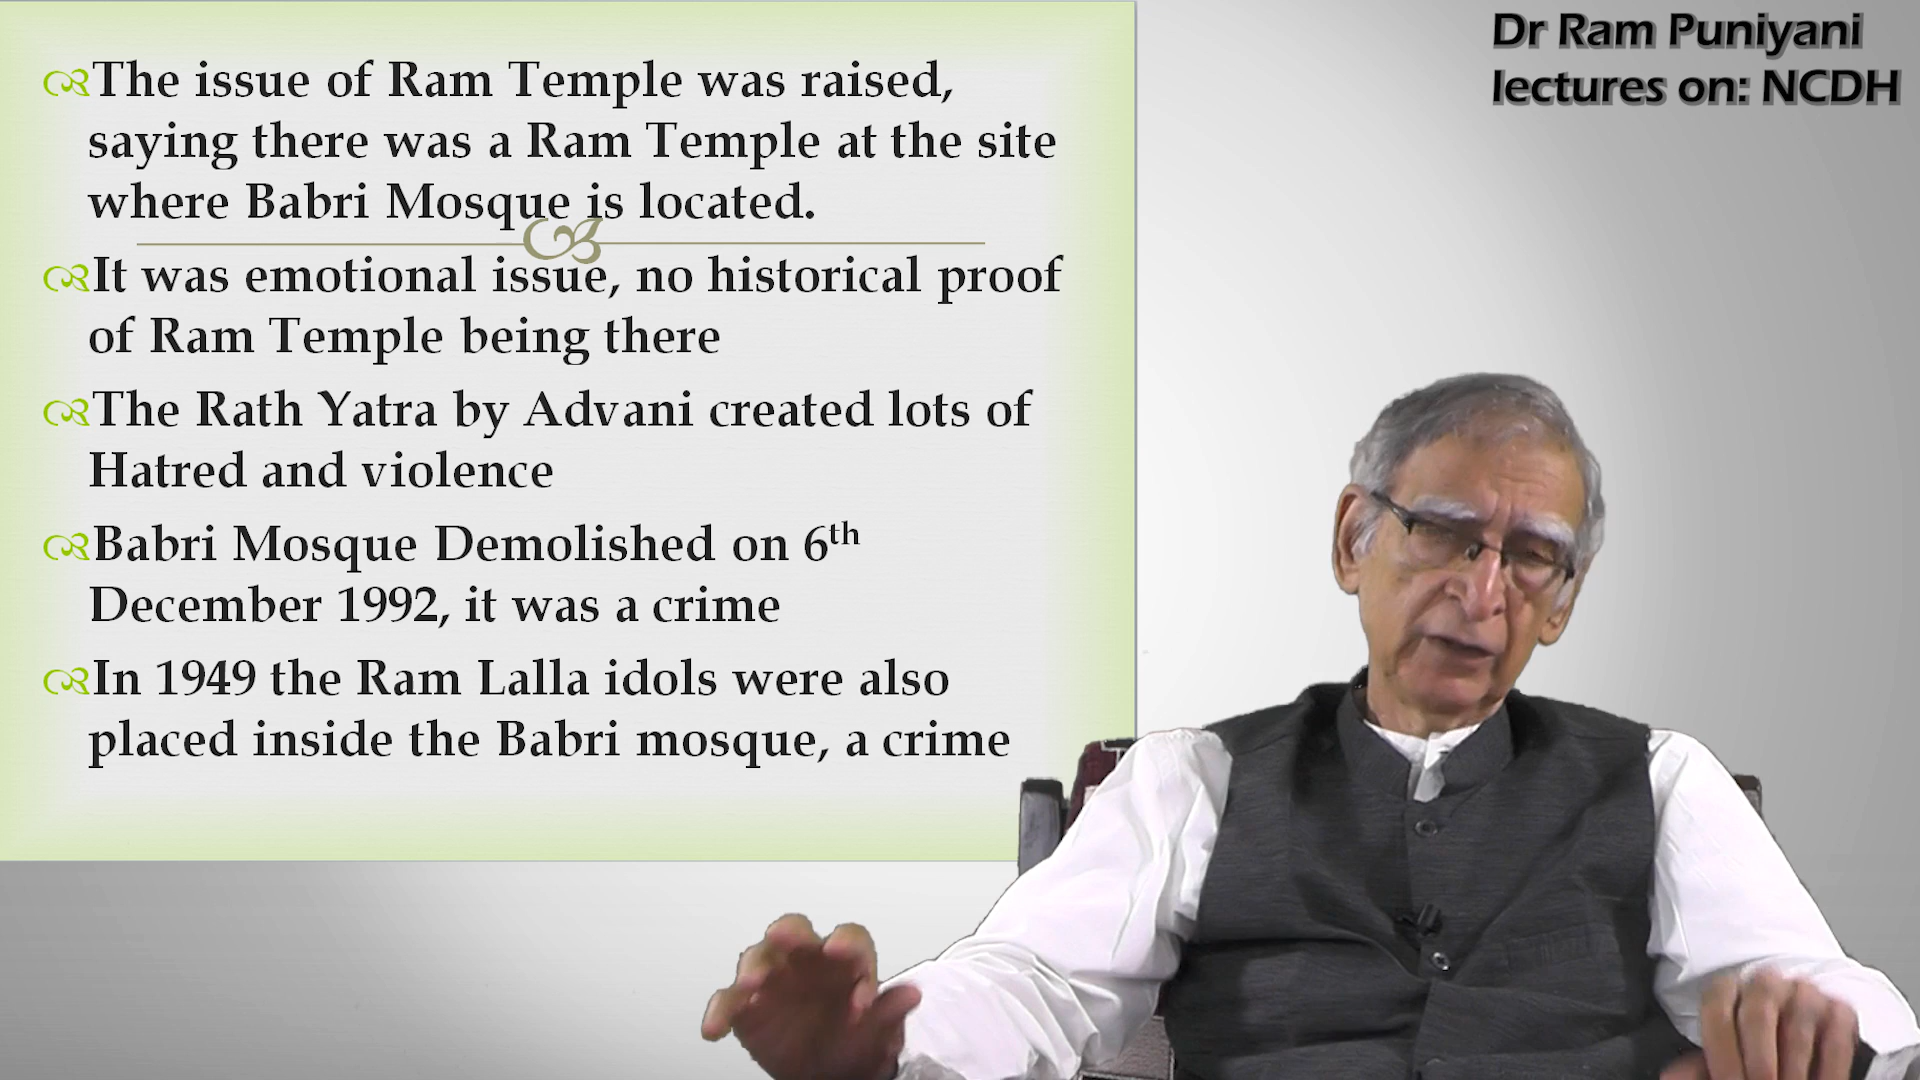 Dr Ram Puniyani
lectures on: NCDH
The issue of Ram Temple was raised,
saying there was a Ram Temple at the site
where Babri Mosque is located.
It was emotional issue, no historical proof
of Ram Temple being there
The Rath Yatra by Advani created lots of
Hatred and violence
Babri Mosque Demolished on 6th
December 1992, it was a crime
In 1949 the Ram Lalla idols were also
placed inside the Babri mosque, a crime